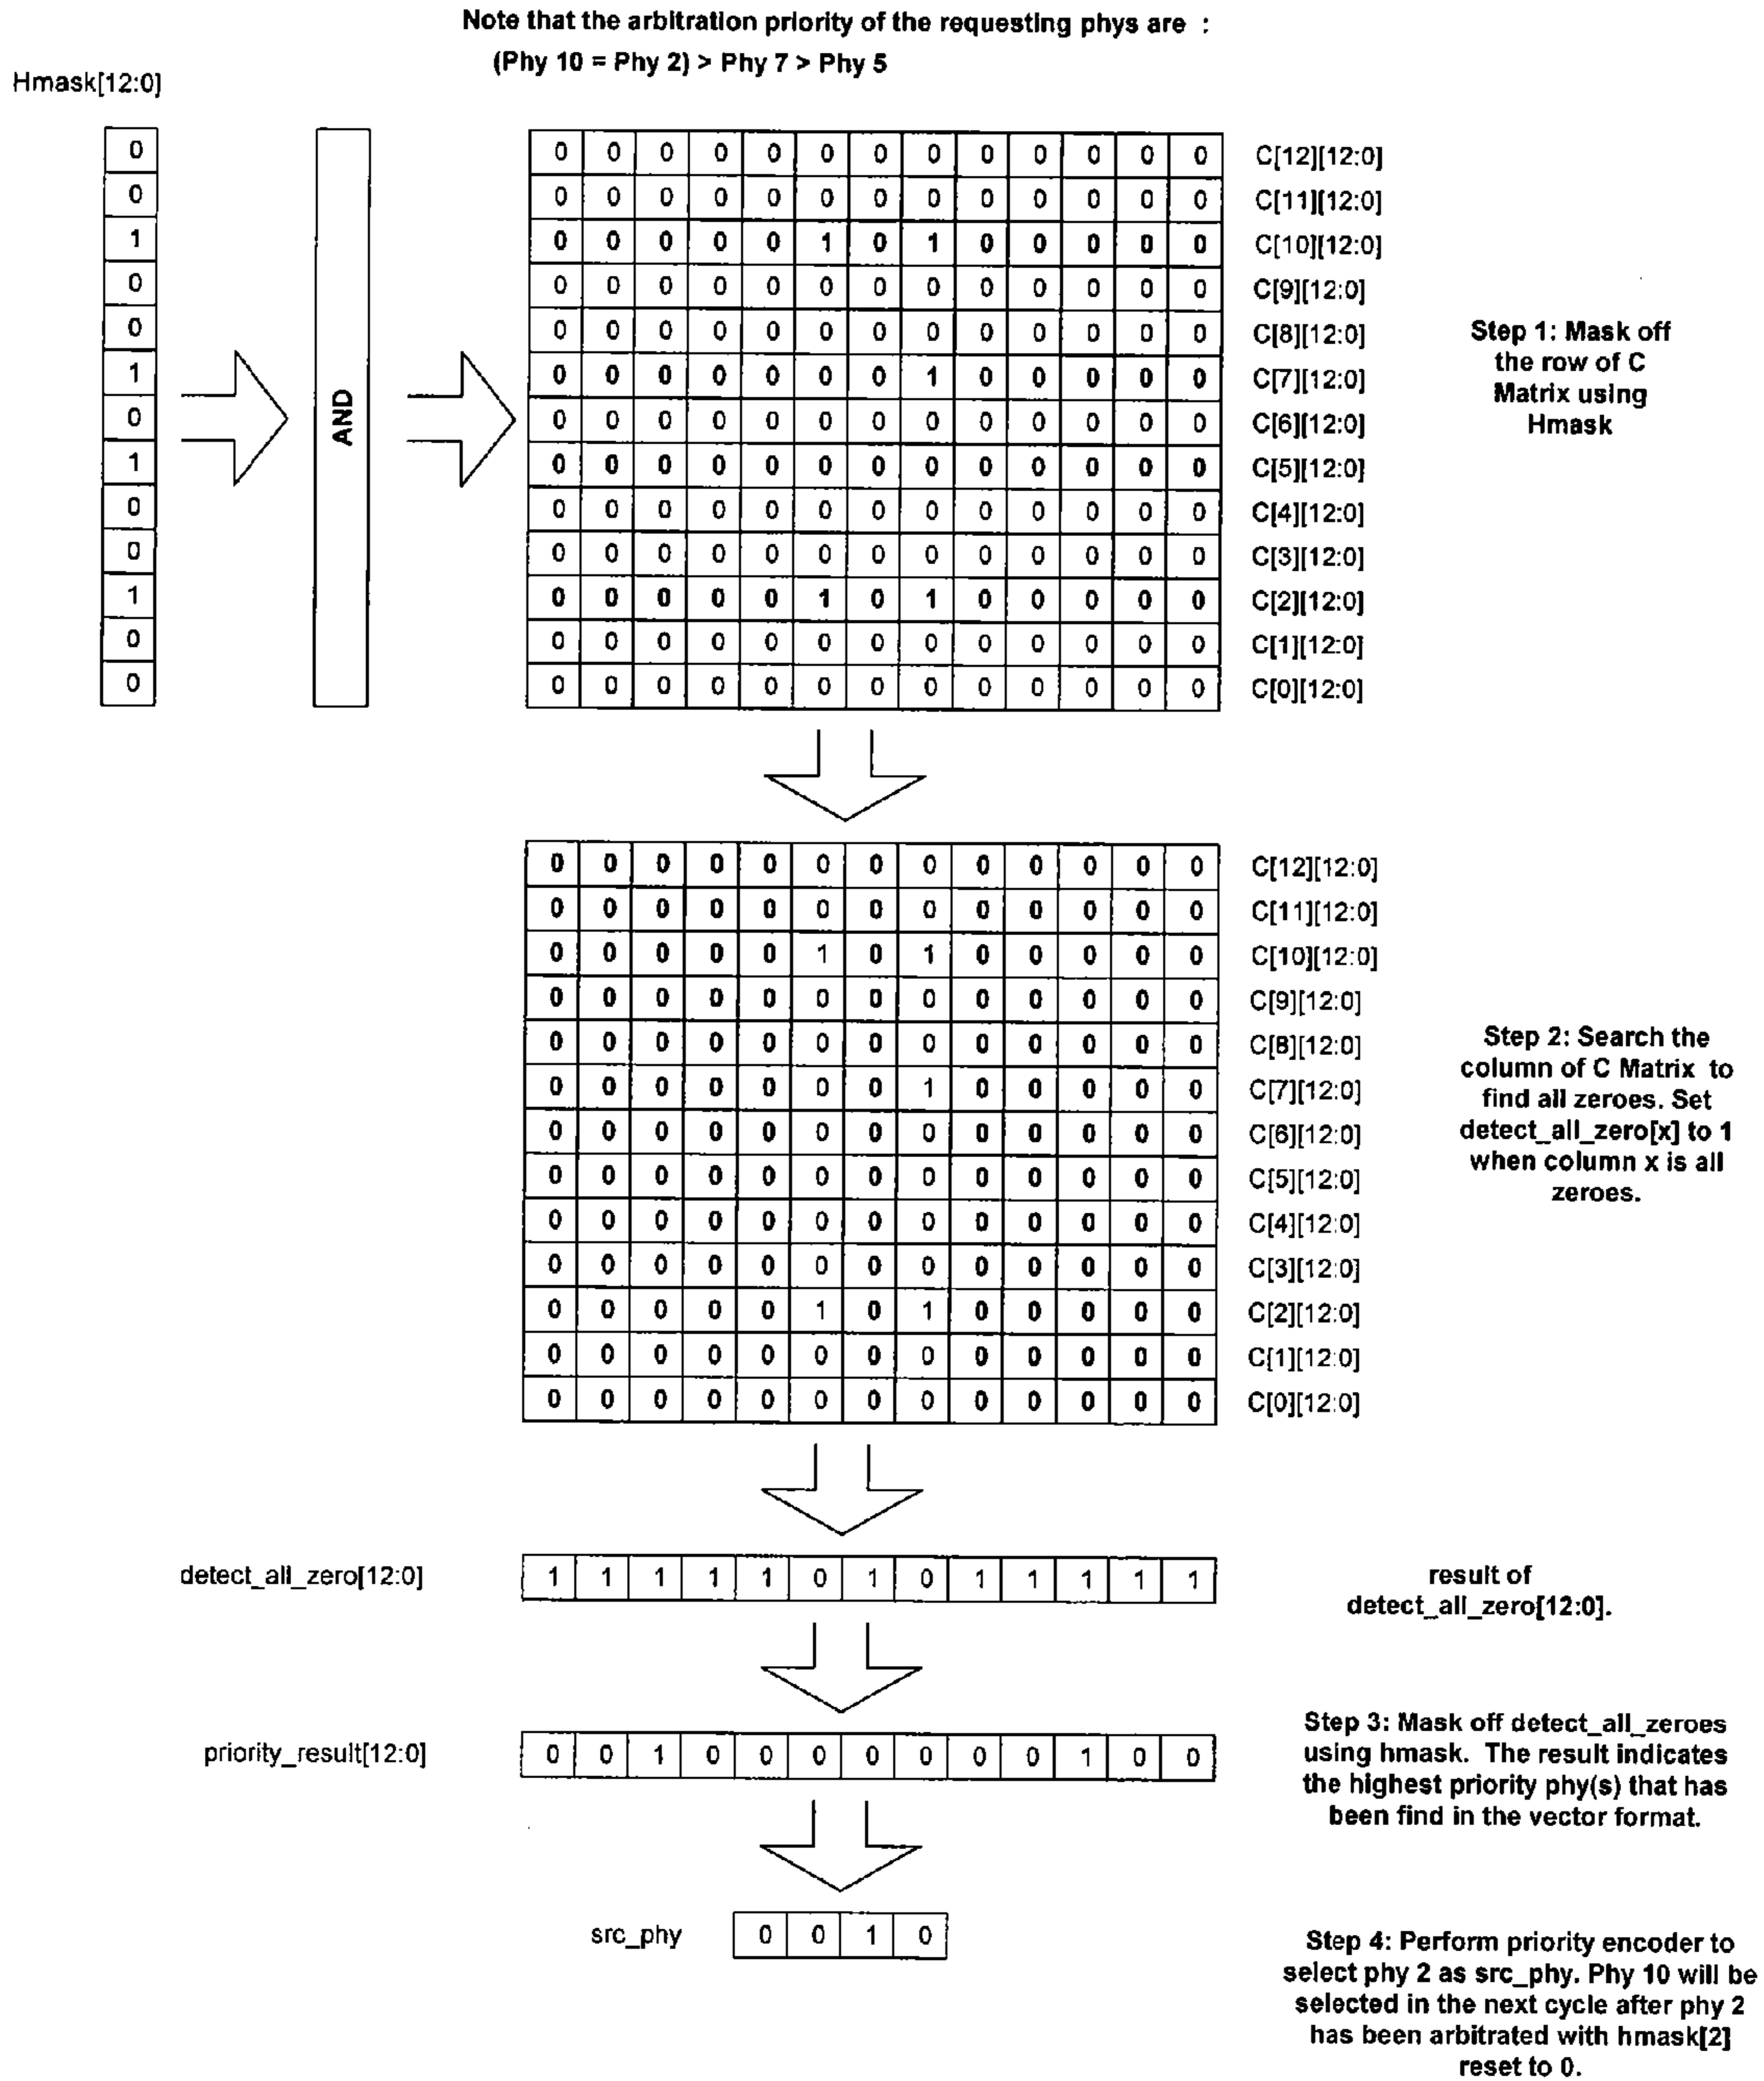 Note that the arbitration priority of the requesting phys are :
(Phy 10 = Phy 2) > Phy 7 > Phy 5
Hmask[12:0]
0
0
1
0
0
1
0
1
0
0
1
0
0
AND
0 0 0 0 0 0 0 0 0 0 0 0 0 C[12][12:0]
0 0 0 0 0 0 0 0 0 0 0 0 0 C[11][12:0]
0 0 0 0 0 1 0 1 0 0 0 0 0 C[10][12:0]
0 0 0 0 0 0 0 0 0 0 0 0 0 C[9][12:0]
0 0 0 0 0 0 0 0 0 0 0 0 0 C[8][12:0]
0 0 0 0 0 0 0 1 0 0 0 0 0 C[7][12:0]
0 0 0 0 0 0 0 0 0 0 0 0 0 C[6][12:0]
0 0 0 0 0 0 0 0 0 0 0 0 0 C[5][12:0]
0 0 0 0 0 0 0 0 0 0 0 0 0 C[4][12:0]
0 0 0 0 0 0 0 0 0 0 0 0 0 C[3][12:0]
0 0 0 0 0 1 0 1 0 0 0 0 0 C[2][12:0]
0 0 0 0 0 0 0 0 0 0 0 0 0 C[1][12:0]
0 0 0 0 0 0 0 0 0 0 0 0 0 C[0][12:0]
Step 1: Mask off
the row of C
Matrix using
Hmask
0 0 0 0 0 0 0 0 0 0 0 0 0 C[12][12:0]
0 0 0 0 0 0 0 0 0 0 0 0 0 C[11][12:0]
0 0 0 0 0 1 0 1 0 0 0 0 0 C[10][12:0]
0 0 0 0 0 0 0 0 0 0 0 0 0 C[9][12:0]
0 0 0 0 0 0 0 0 0 0 0 0 0 C[8][12:0]
0 0 0 0 0 0 0 1 0 0 0 0 0 C[7][12:0]
0 0 0 0 0 0 0 0 0 0 0 0 0 C[6][12:0]
0 0 0 0 0 0 0 0 0 0 0 0 0 C[5][12:0]
0 0 0 0 0 0 0 0 0 0 0 0 0 C[4][12:0]
0 0 0 0 0 0 0 0 0 0 0 0 0 C[3][12:0]
0 0 0 0 0 1 0 1 0 0 0 0 0 C[2][12:0]
0 0 0 0 0 0 0 0 0 0 0 0 0 C[1][12:0]
0 0 0 0 0 0 0 0 0 0 0 0 0 C[0][12:0]
Step 2: Search the
column of C Matrix to
find all zeroes. Set
detect_all_zero[x] to 1
when column x is all
zeroes.
detect_all_zero[12:0] 1 1 1 1 1 0 1 0 1 1 1 1 1
result of
detect_all_zero[12:0].
priority_result[12:0] 0 0 1 0 0 0 0 0 0 0 1 0 0
Step 3: Mask off detect_all_zeroes
using hmask. The result indicates
the highest priority phy(s) that has
been find in the vector format.
src_phy 0 0 1 0
Step 4: Perform priority encoder to
select phy 2 as src_phy. Phy 10 will be
selected in the next cycle after phy 2
has been arbitrated with hmask[2]
reset to 0.